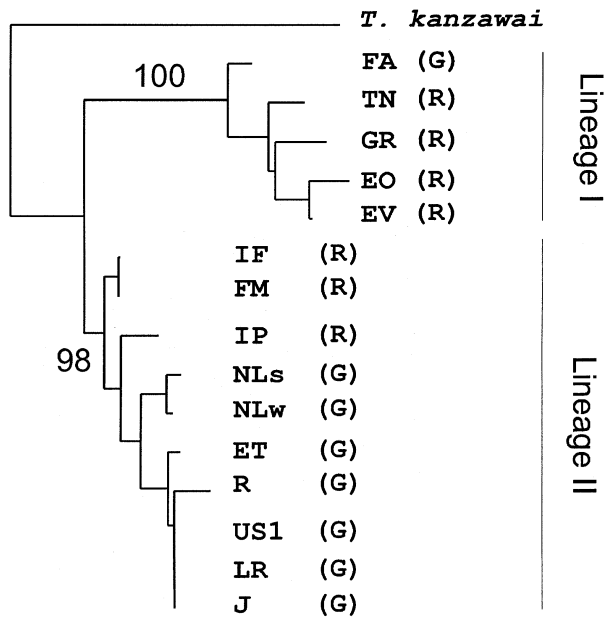 T. kanzawai
100
FA (G)
TN (R)
GR (R)
EO (R)
EV (R)
Lineage I
IF (R)
FM (R)
IP (R)
98
NLs (G)
NLw (G)
ET (G)
R (G)
US1 (G)
LR (G)
J (G)
Lineage II